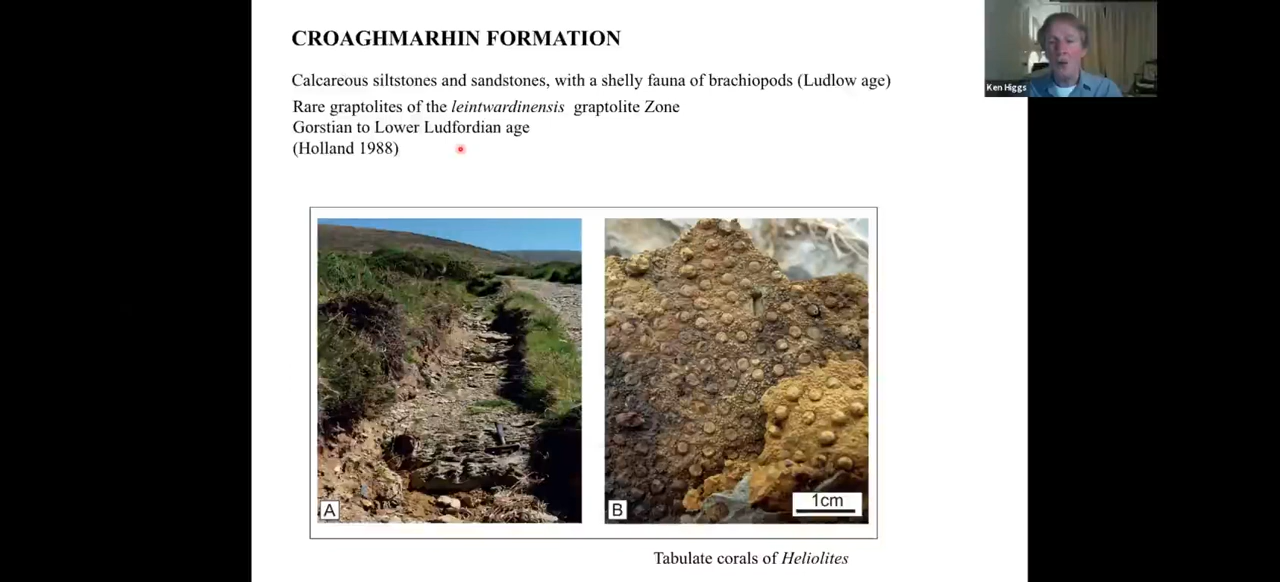 CROAGHMARHIN FORMATION
Calcareous siltstones and sandstones, with a shelly fauna of brachiopods (Ludlow age)
Rare graptolites of the leintwardinensis graptolite Zone
Gorstian to Lower Ludfordian age
(Holland 1988)
Ken Higgs
A
B
1cm
Tabulate corals of Heliolites